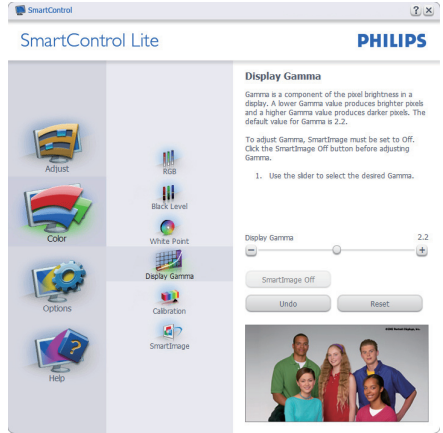 SmartControl
?
SmartControl Lite
PHILIPS
Adjust
Color
Options
Help
RGB
Black Level
White Point
Display Gamma
Calibration
SmartImage
Display Gamma
Gamma is a component of the pixel brightness in a
display. A lower Gamma value produces brighter pixels
and a higher Gamma value produces darker pixels. The
default value for Gamma is 2.2.
To adjust Gamma, SmartImage must be set to Off.
Click the SmartImage Off button before adjusting
Gamma.
1. Use the slider to select the desired Gamma.
Display Gamma 2.2
SmartImage Off
Undo Reset